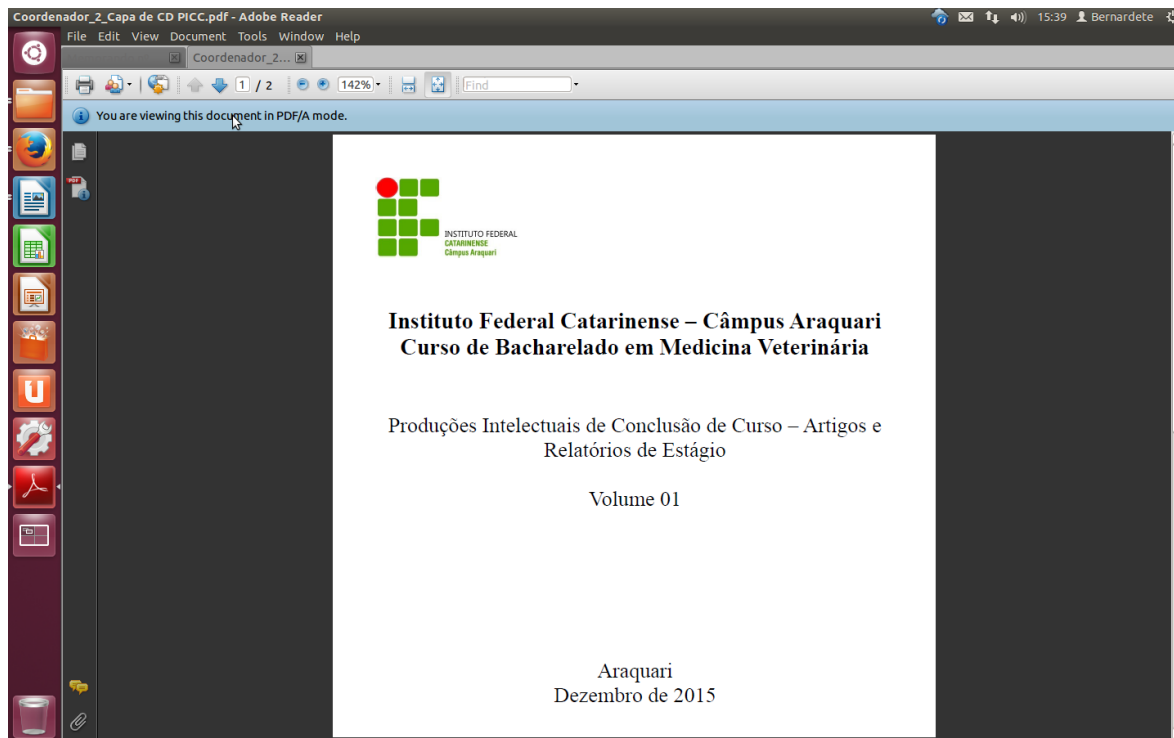 Coordenador_2_Capa de CD PICC.pdf - Adobe Reader
15:39 Bernardete
File Edit View Document Tools Window Help
Coordenador_2...
1 / 2 142% Find
You are viewing this document in PDF/A mode.
INSTITUTO FEDERAL
CATARINENSE
Câmpus Araquari
Instituto Federal Catarinense – Câmpus Araquari
Curso de Bacharelado em Medicina Veterinária
Produções Intelectuais de Conclusão de Curso – Artigos e
Relatórios de Estágio
Volume 01
Araquari
Dezembro de 2015